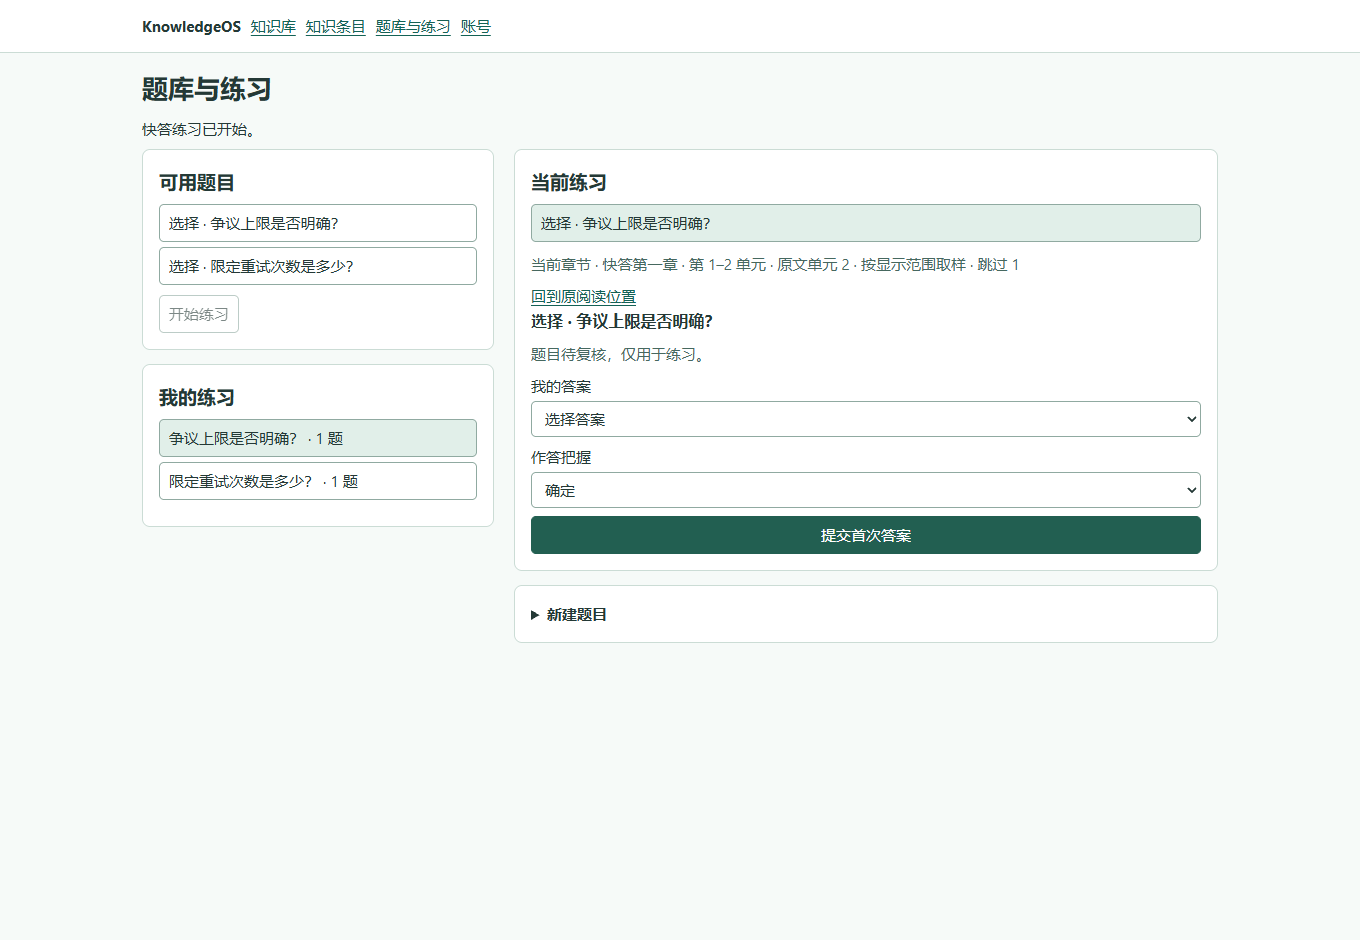 KnowledgeOS 知识库 知识条目 题库与练习 账号
题库与练习
快答练习已开始。
可用题目
选择 · 争议上限是否明确？
选择 · 限定重试次数是多少？
开始练习
我的练习
争议上限是否明确？ · 1 题
限定重试次数是多少？ · 1 题
当前练习
选择 · 争议上限是否明确？
当前章节 · 快答第一章 · 第 1–2 单元 · 原文单元 2 · 按显示范围取样 · 跳过 1
回到原阅读位置
选择 · 争议上限是否明确？
题目待复核，仅用于练习。
我的答案
选择答案
作答把握
确定
提交首次答案
新建题目